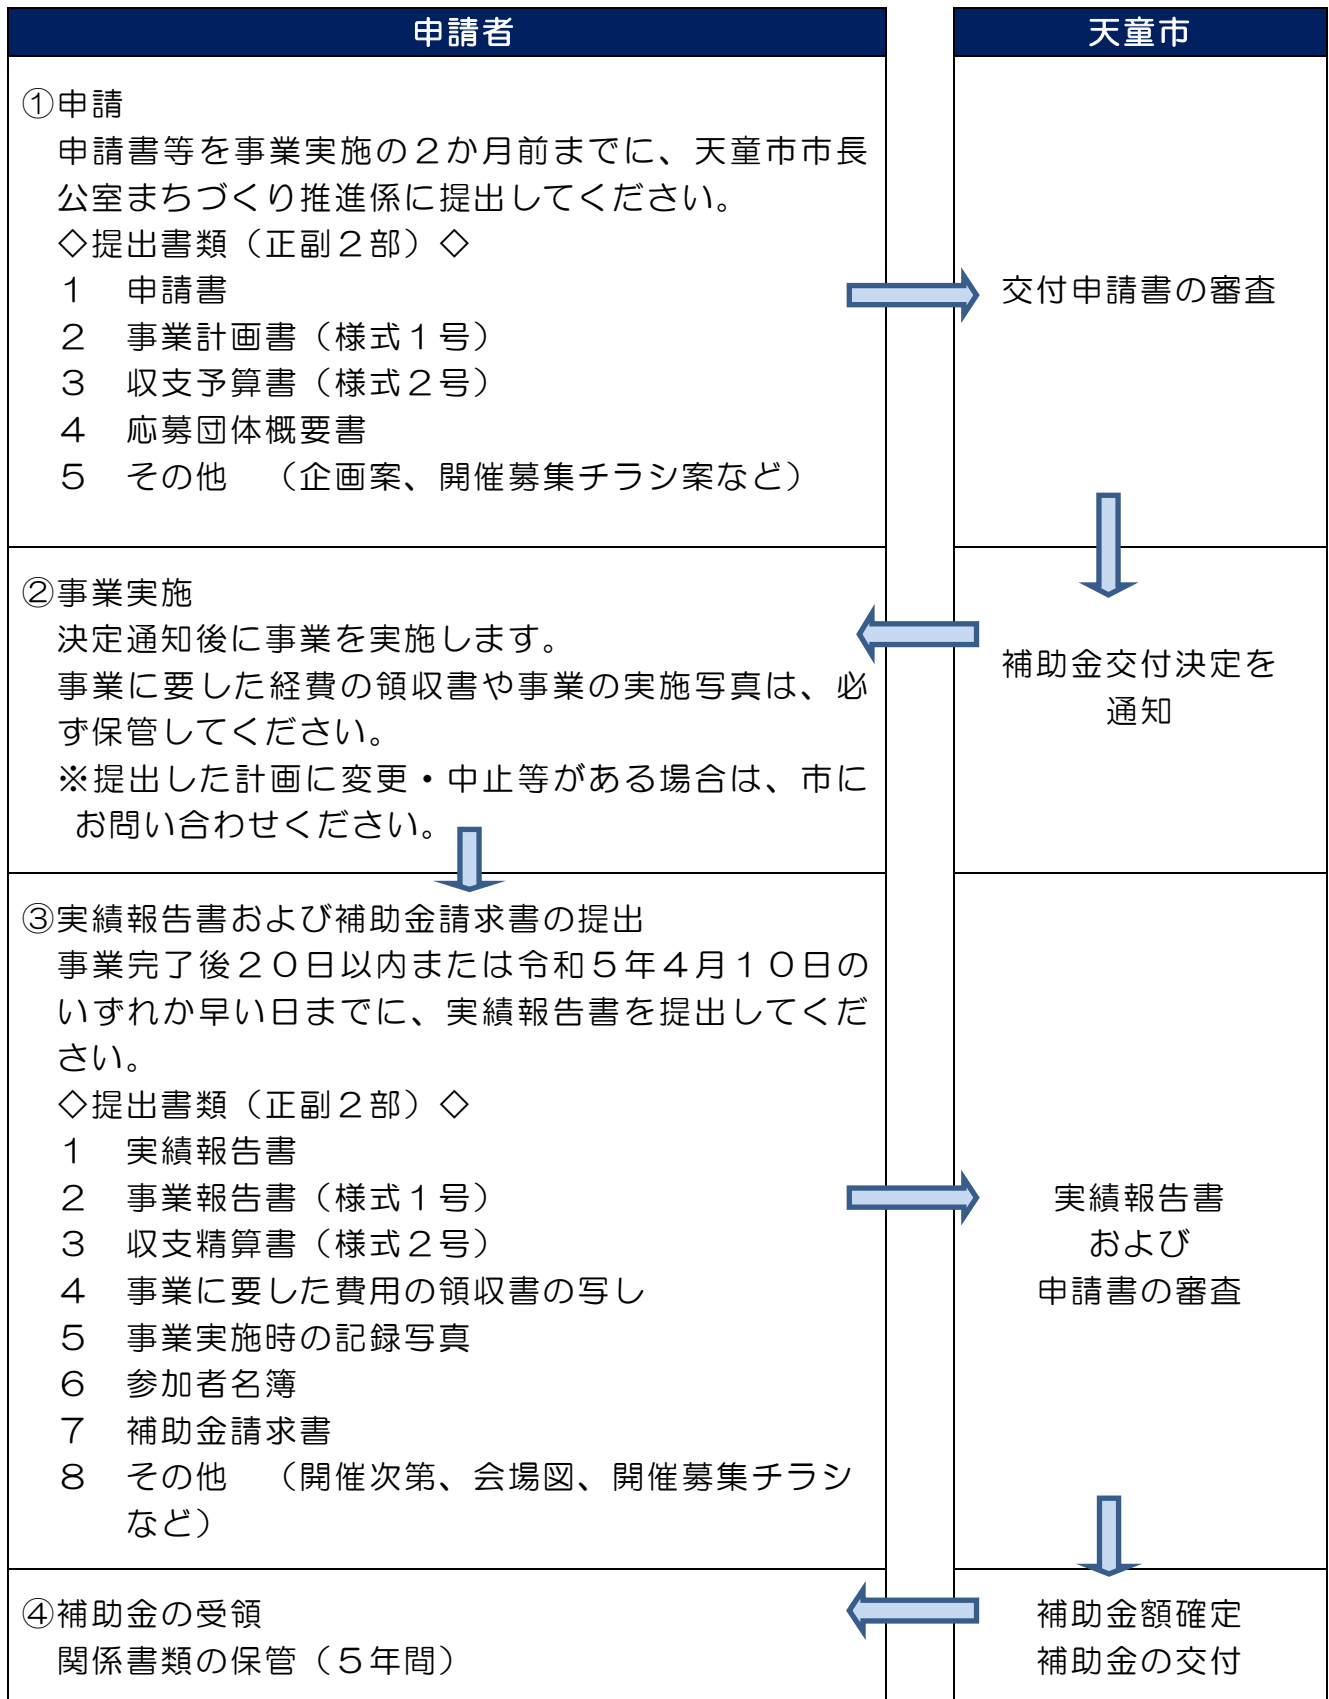 申請者
①申請
申請書等を事業実施の２か月前までに、天童市市長
公室まちづくり推進係に提出してください。
◇提出書類（正副２部）◇
１　申請書
２　事業計画書（様式１号）
３　収支予算書（様式２号）
４　応募団体概要書
５　その他　（企画案、開催募集チラシ案など）
②事業実施
決定通知後に事業を実施します。
事業に要した経費の領収書や事業の実施写真は、必
ず保管してください。
※提出した計画に変更・中止等がある場合は、市に
お問い合わせください。
③実績報告書および補助金請求書の提出
事業完了後２０日以内または令和５年４月１０日の
いずれか早い日までに、実績報告書を提出してくだ
さい。
◇提出書類（正副２部）◇
１　実績報告書
２　事業報告書（様式１号）
３　収支精算書（様式２号）
４　事業に要した費用の領収書の写し
５　事業実施時の記録写真
６　参加者名簿
７　補助金請求書
８　その他　（開催次第、会場図、開催募集チラシ
など）
④補助金の受領
関係書類の保管（５年間）
天童市
交付申請書の審査
補助金交付決定を
通知
実績報告書
および
申請書の審査
補助金額確定
補助金の交付